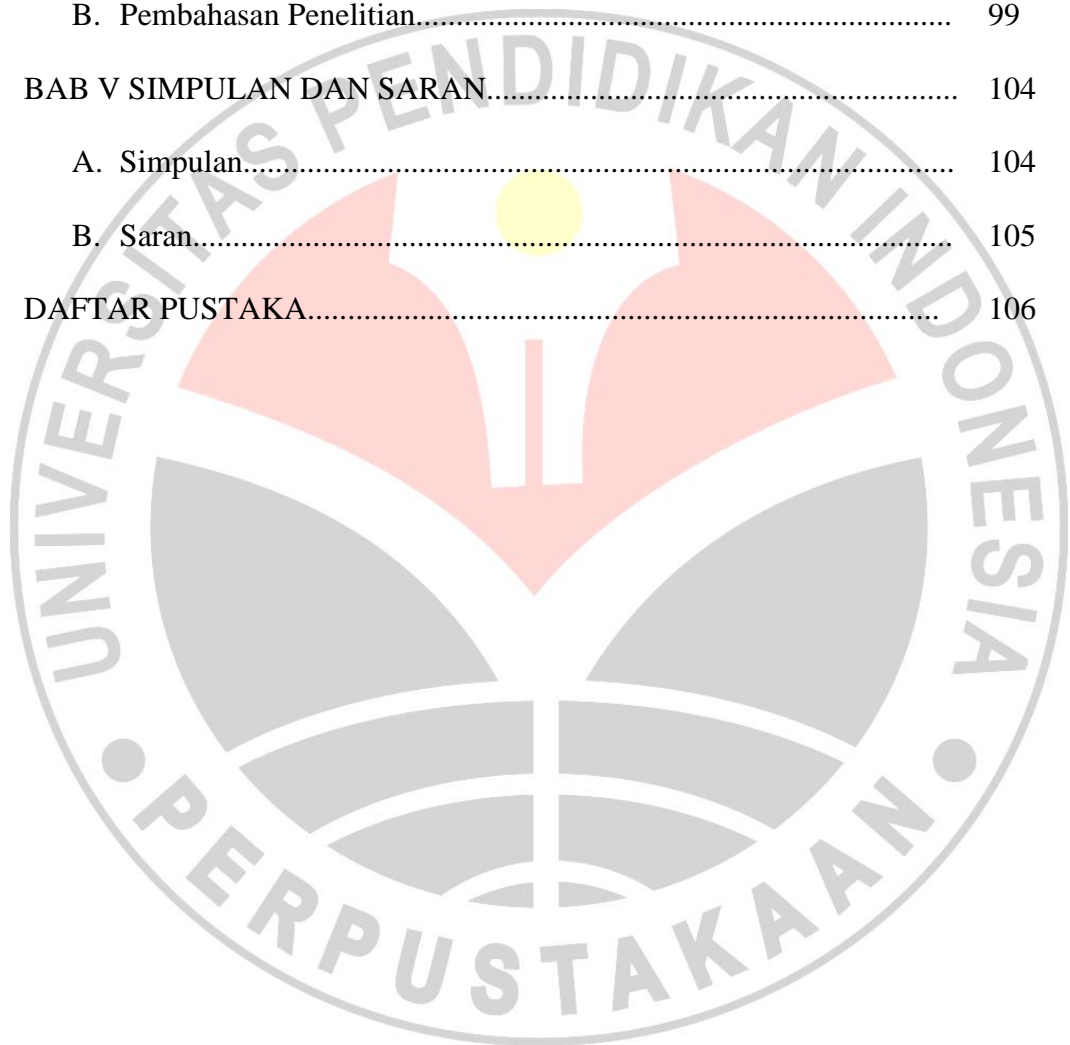 B. Pembahasan Penelitian.................................................................. 99
BAB V SIMPULAN DAN SARAN.......................................................... 104
A. Simpulan........................................................................................ 104
B. Saran.............................................................................................. 105
DAFTAR PUSTAKA.............................................................................. 106
UNIVERSITAS PENDIDIKAN INDONESIA
PERPUSTAKAAN